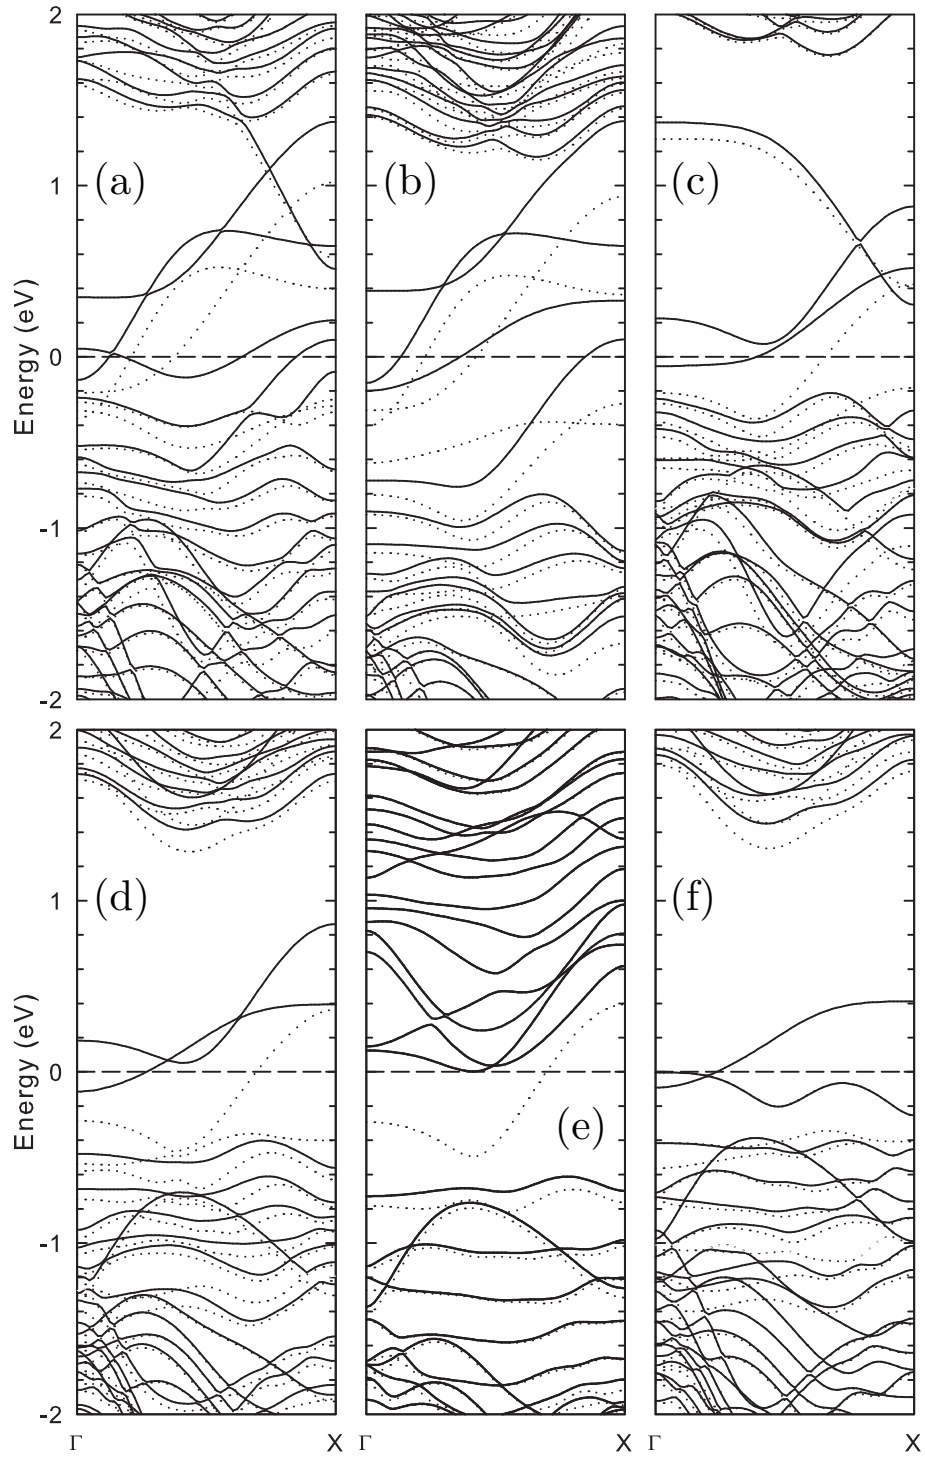 2
(a) (b) (c)
1
0
-1
-2
Energy (eV)
2
(d) (e) (f)
1
0
-1
-2
Energy (eV)
Γ X Γ X Γ X